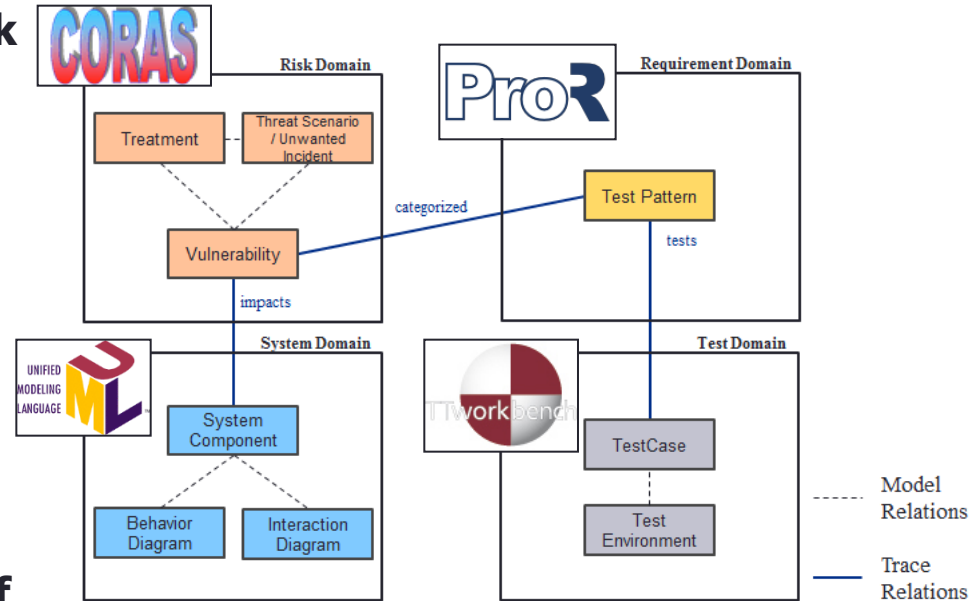 k
CORAS
Risk Domain
Treatment
Threat Scenario
/ Unwanted
Incident
Vulnerability
categorized
impacts
ProR
Requirement Domain
Test Pattern
tests
UNIFIED
MODELING
LANGUAGE
UML
System Domain
System
Component
Behavior
Diagram
Interaction
Diagram
TTworkbench
Test Domain
TestCase
Test
Environment
Model
Relations
Trace
Relations
f